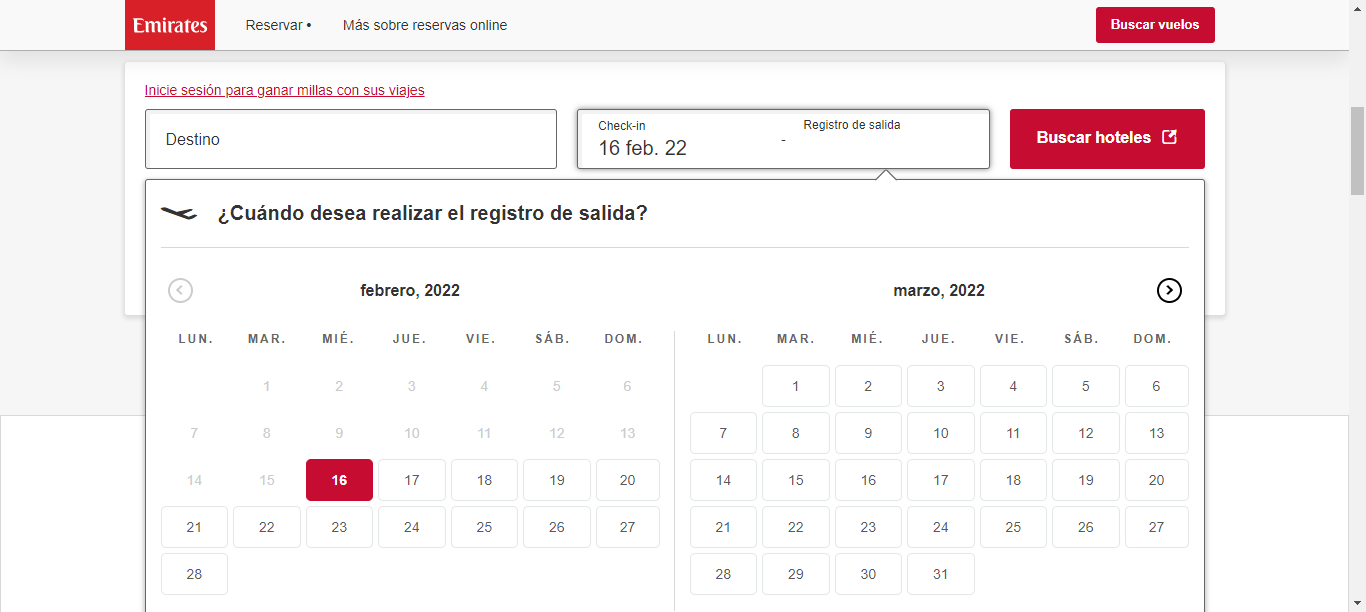 Emirates Reservar • Más sobre reservas online Buscar vuelos
Inicie sesión para ganar millas con sus viajes
Destino
Check-in
16 feb. 22
-
Registro de salida
Buscar hoteles
¿Cuándo desea realizar el registro de salida?
febrero, 2022
LUN. MAR. MIÉ. JUE. VIE. SÁB. DOM.
1 2 3 4 5 6
7 8 9 10 11 12 13
14 15 16 17 18 19 20
21 22 23 24 25 26 27
28
marzo, 2022
LUN. MAR. MIÉ. JUE. VIE. SÁB. DOM.
1 2 3 4 5 6
7 8 9 10 11 12 13
14 15 16 17 18 19 20
21 22 23 24 25 26 27
28 29 30 31